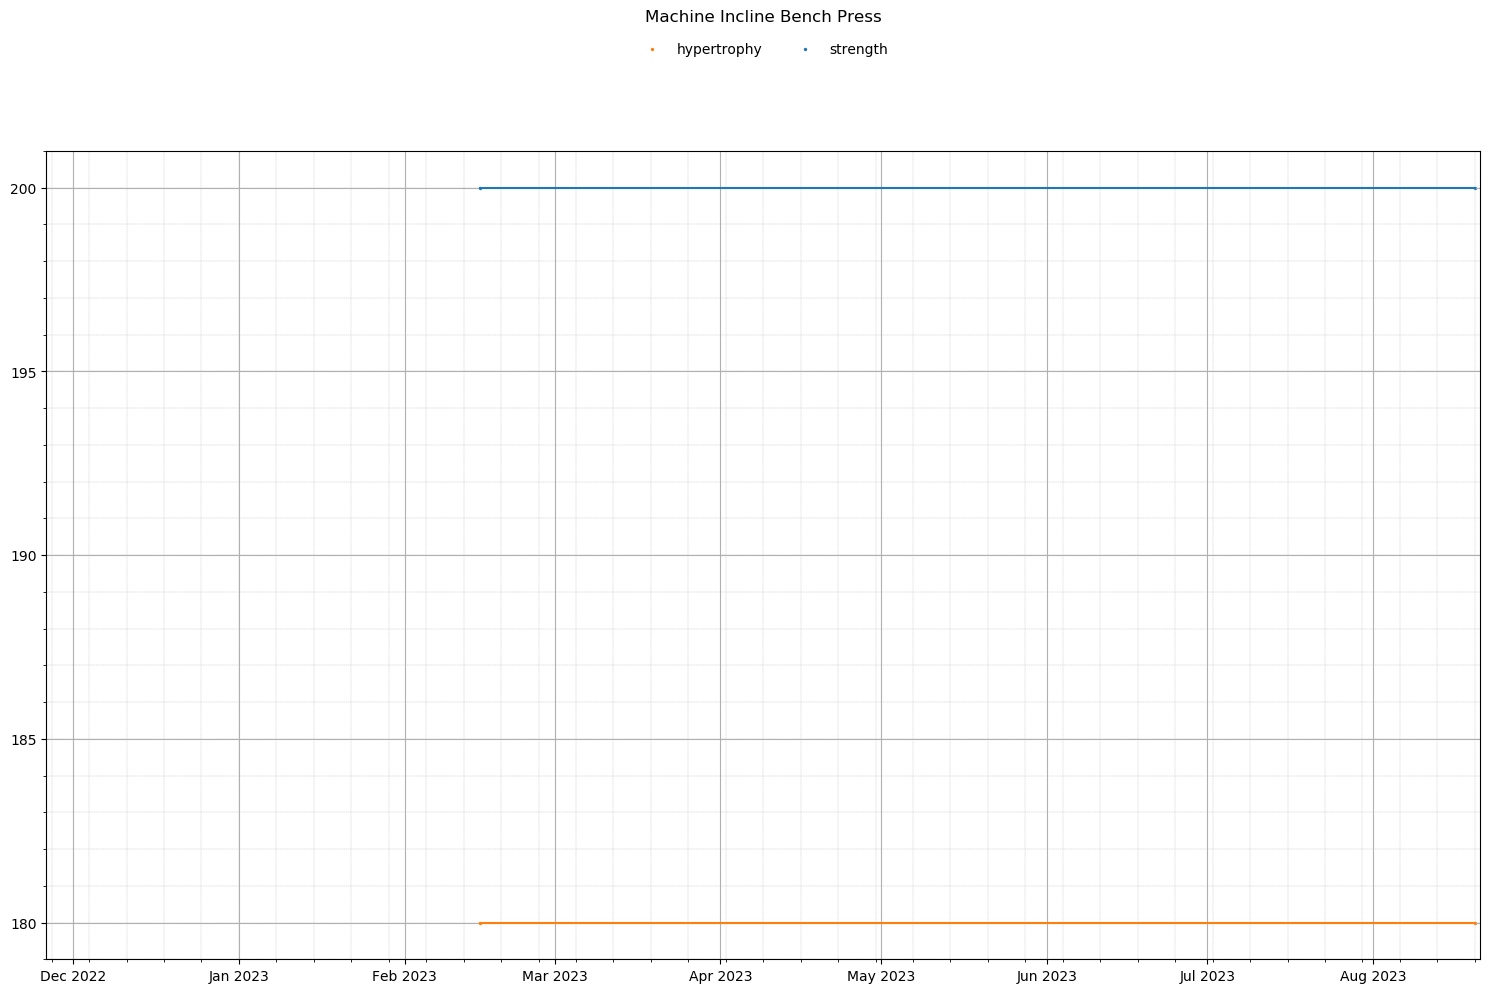 Machine Incline Bench Press
hypertrophy strength
200
195
190
185
180
Dec 2022 Jan 2023 Feb 2023 Mar 2023 Apr 2023 May 2023 Jun 2023 Jul 2023 Aug 2023